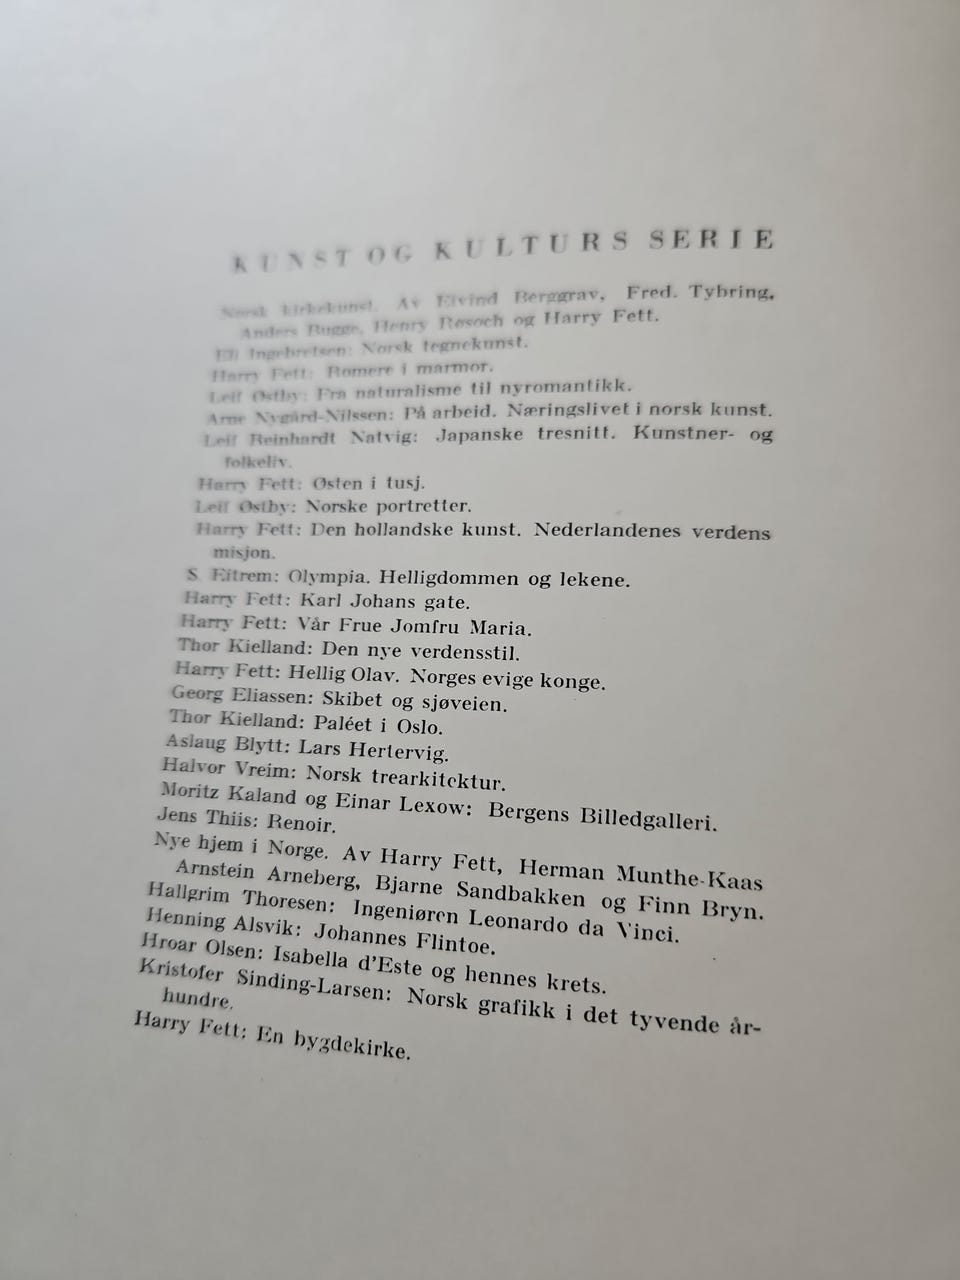 KUNST OG KULTURS SERIE
Norsk kirkekunst. Av Eivind Berggrav, Fred. Tybring,
Anders Bugge, Henry Røsoch og Harry Fett.
Eli Ingebretsen: Norsk tegnekunst.
Harry Fett: Romere i marmor.
Leif Østby: Fra naturalisme til nyromantikk.
Arne Nygård-Nilssen: På arbeid. Næringslivet i norsk kunst.
Leif Reinhardt Natvig: Japanske tresnitt. Kunstner- og
folkeliv.
Harry Fett: Østen i tusj.
Leif Østby: Norske portretter.
Harry Fett: Den hollandske kunst. Nederlandenes verdens
misjon.
S. Eitrem: Olympia. Helligdommen og lekene.
Harry Fett: Karl Johans gate.
Harry Fett: Vår Frue Jomfru Maria.
Thor Kielland: Den nye verdensstil.
Harry Fett: Hellig Olav. Norges evige konge.
Georg Eliassen: Skibet og sjøveien.
Thor Kielland: Paléet i Oslo.
Aslaug Blytt: Lars Hertervig.
Halvor Vreim: Norsk trearkitektur.
Moritz Kaland og Einar Lexow: Bergens Billedgalleri.
Jens Thiis: Renoir.
Nye hjem i Norge. Av Harry Fett, Herman Munthe-Kaas
Arnstein Arneberg, Bjarne Sandbakken og Finn Bryn.
Hallgrim Thoresen: Ingeniøren Leonardo da Vinci.
Henning Alsvik: Johannes Flintoe.
Hroar Olsen: Isabella d'Este og hennes krets.
Kristofer Sinding-Larsen: Norsk grafikk i det tyvende år-
hundre.
Harry Fett: En bygdekirke.